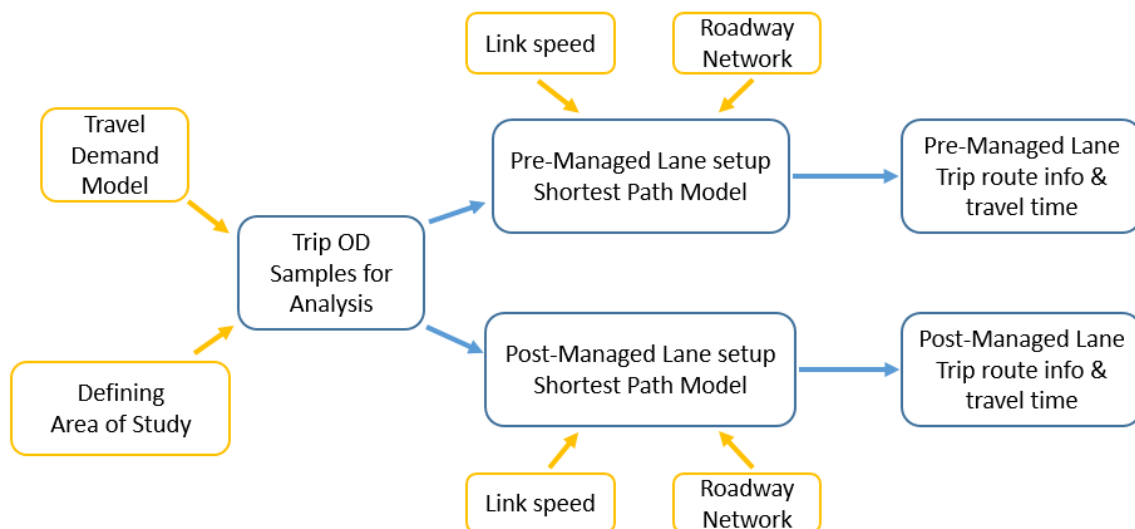 Link speed
Roadway
Network
Travel
Demand
Model
Pre-Managed Lane setup
Shortest Path Model
Pre-Managed Lane
Trip route info &
travel time
Trip OD
Samples for
Analysis
Defining
Area of Study
Post-Managed Lane setup
Shortest Path Model
Post-Managed Lane
Trip route info &
travel time
Link speed
Roadway
Network